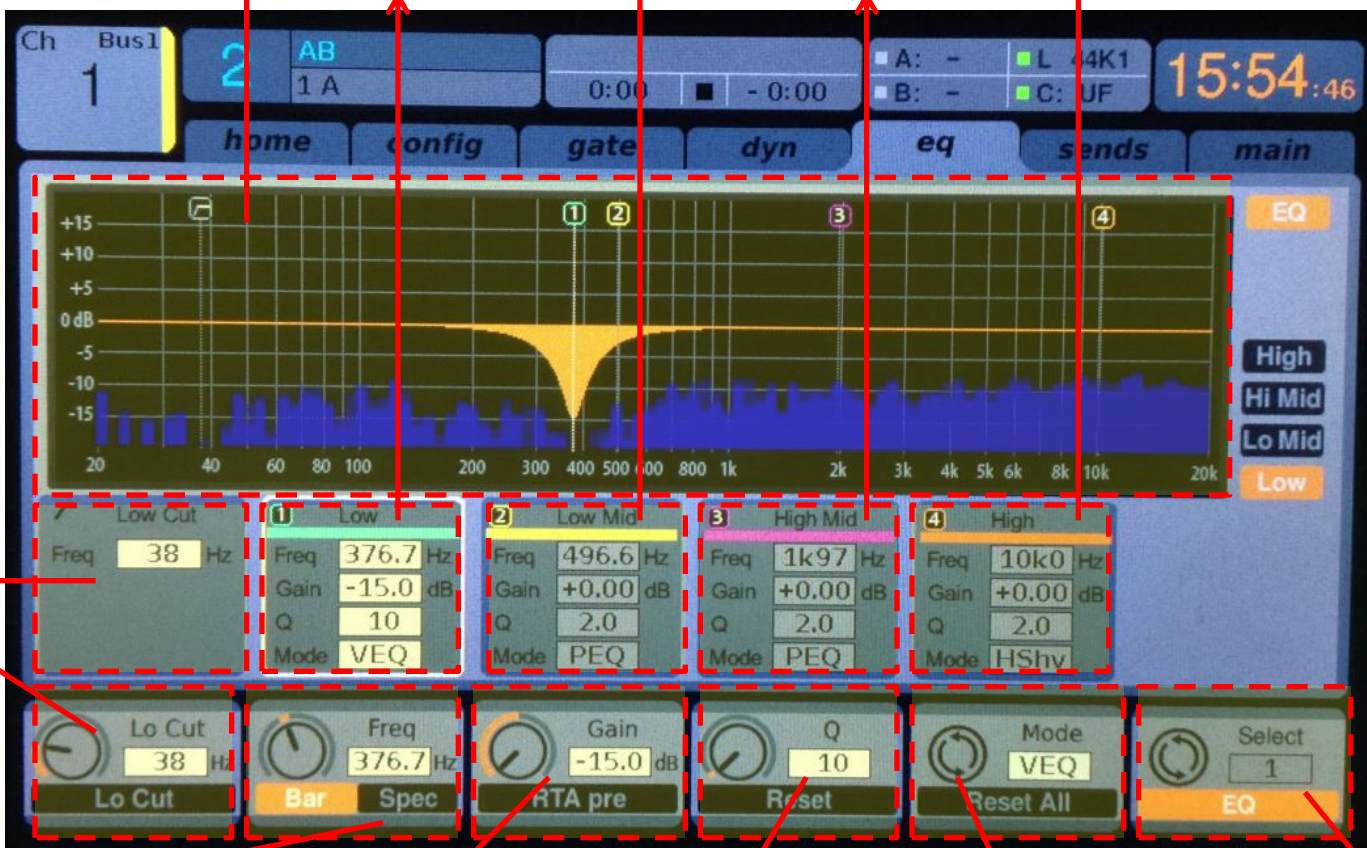 Ch Bus1
1
2 AB
1 A
0:00 - 0:00
A: - L 44K1
B: - C: UF
15:54:46
home config gate dyn eq sends main
+15
+10
+5
0 dB
-5
-10
-15
1 2 3 4
20 40 60 80 100 200 300 400 500 600 800 1k 2k 3k 4k 5k 6k 8k 10k 20k
EQ
High
Hi Mid
Lo Mid
Low
Low Cut
Freq 38 Hz
1 Low
Freq 376.7 Hz
Gain -15.0 dB
Q 10
Mode VEQ
2 Low Mid
Freq 496.6 Hz
Gain +0.00 dB
Q 2.0
Mode PEQ
3 High Mid
Freq 1k97 Hz
Gain +0.00 dB
Q 2.0
Mode PEQ
4 High
Freq 10k0 Hz
Gain +0.00 dB
Q 2.0
Mode HShv
Lo Cut
38 Hz
Lo Cut
Freq
376.7 Hz
Bar Spec
Gain
-15.0 dB
RTA pre
Q
10
Reset
Mode
VEQ
Reset All
Select
1
EQ